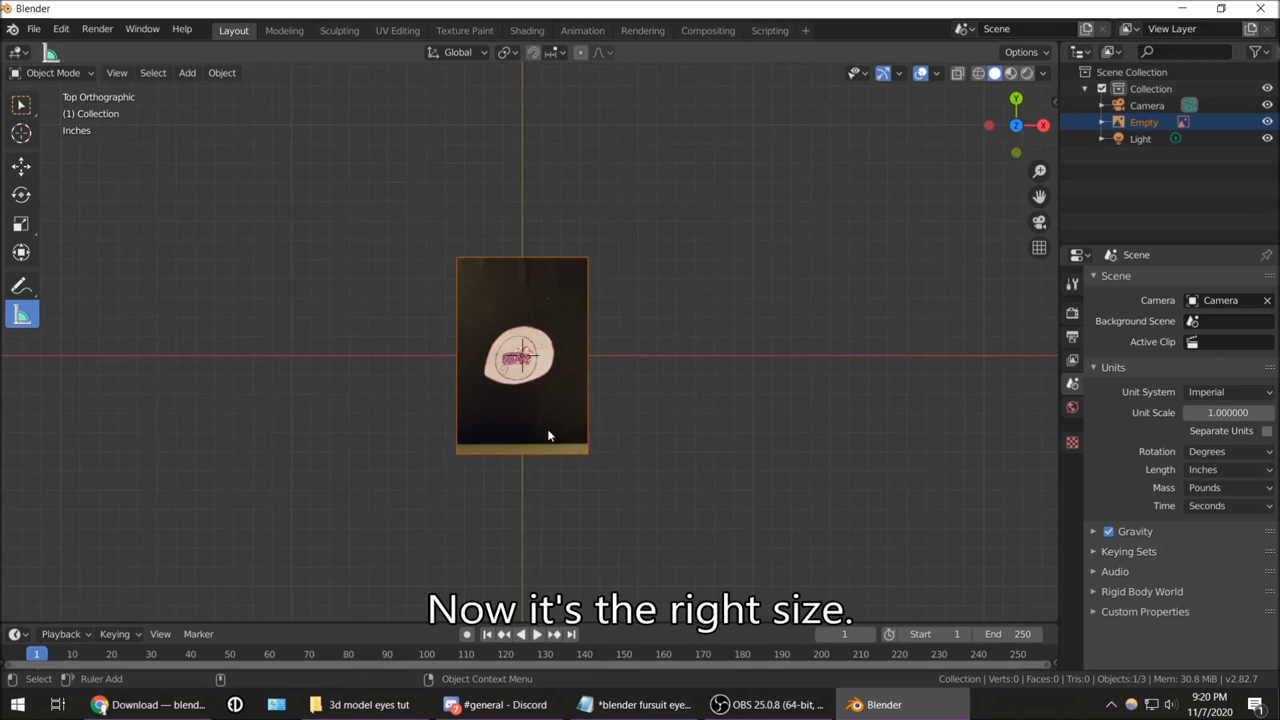 Blender
File Edit Render Window Help
Layout Modeling Sculpting UV Editing Texture Paint Shading Animation Rendering Compositing Scripting +
Scene
View Layer
Global
Options
Object Mode View Select Add Object
Top Orthographic
(1) Collection
Inches
Y
X
Z
Scene Collection
Collection
Camera
Empty
Light
Scene
Scene
Camera Camera
Background Scene
Active Clip
Units
Unit System Imperial
Unit Scale 1.000000
Separate Units
Rotation Degrees
Length Inches
Mass Pounds
Time Seconds
Gravity
Keying Sets
Audio
Rigid Body World
Custom Properties
Now it's the right size.
Playback Keying View Marker
1 Start 1 End 250
1 10 20 30 40 50 60 70 80 90 100 110 120 130 140 150 160 170 180 190 200 210 220 230 240 250
Select Ruler Add Object Context Menu
Collection | Verts:0 | Faces:0 | Tris:0 | Objects:1/3 | Mem: 30.8 MiB | v2.82.7
Download — blend... 3d model eyes tut #general - Discord *blender fursuit eye... OBS 25.0.8 (64-bit, ... Blender
9:20 PM
11/7/2020
1